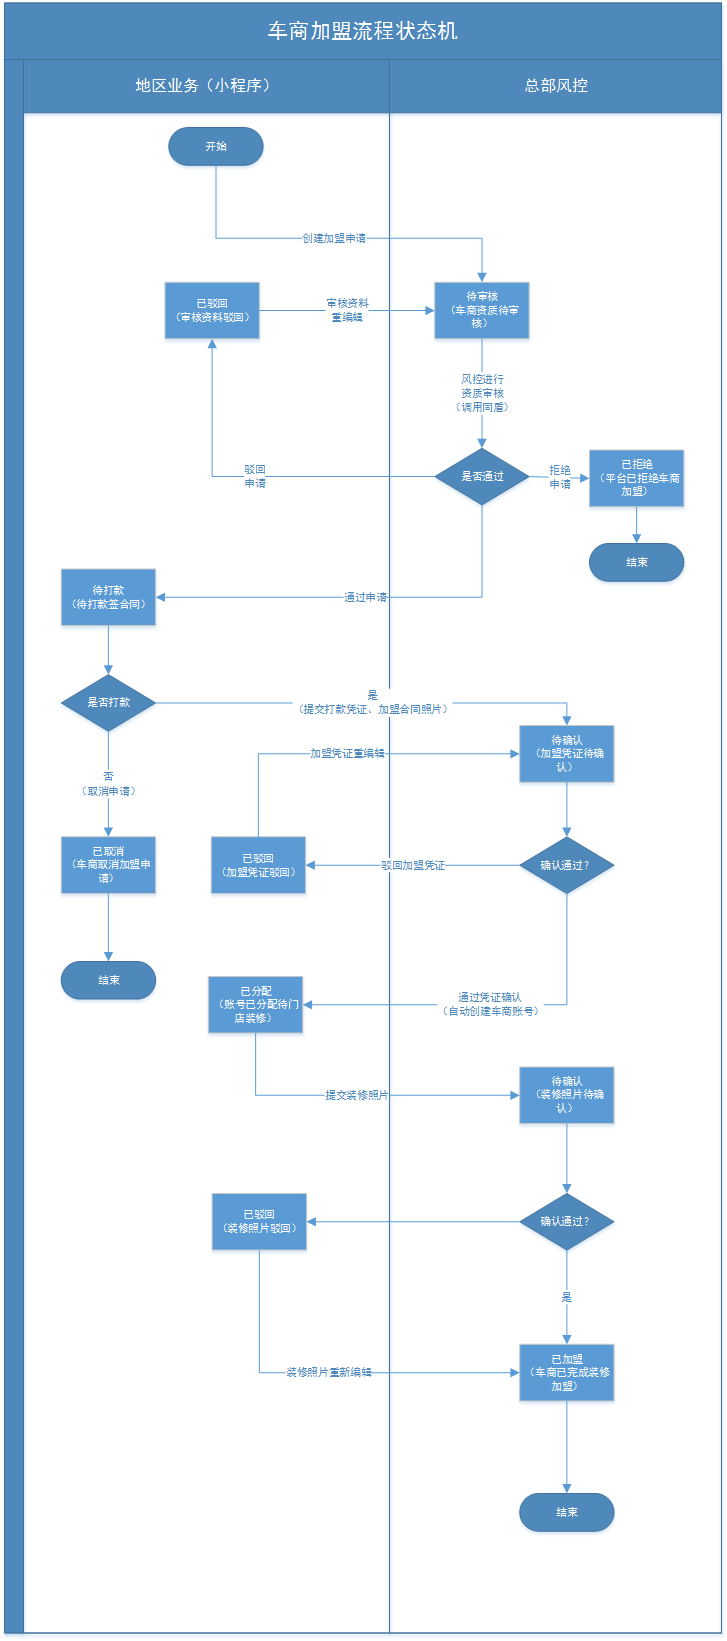 车商加盟流程状态机
地区业务（小程序）
总部风控
开始
创建加盟申请
已驳回
（审核资料驳回）
审核资料
重编辑
待审核
（车商资质待审
核）
风控进行
资质审核
（调用同盾）
驳回
申请
是否通过
拒绝
申请
已拒绝
（平台已拒绝车商
加盟）
结束
通过申请
待打款
（待打款签合同）
是否打款
是
（提交打款凭证、加盟合同照片）
待确认
（加盟凭证待确
认）
加盟凭证重编辑
否
（取消申请）
已取消
（车商取消加盟申
请）
已驳回
（加盟凭证驳回）
驳回加盟凭证
确认通过？
结束
已分配
（账号已分配待门
店装修）
通过凭证确认
（自动创建车商账号）
提交装修照片
待确认
（装修照片待确
认）
已驳回
（装修照片驳回）
确认通过？
是
装修照片重新编辑
已加盟
（车商已完成装修
加盟）
结束